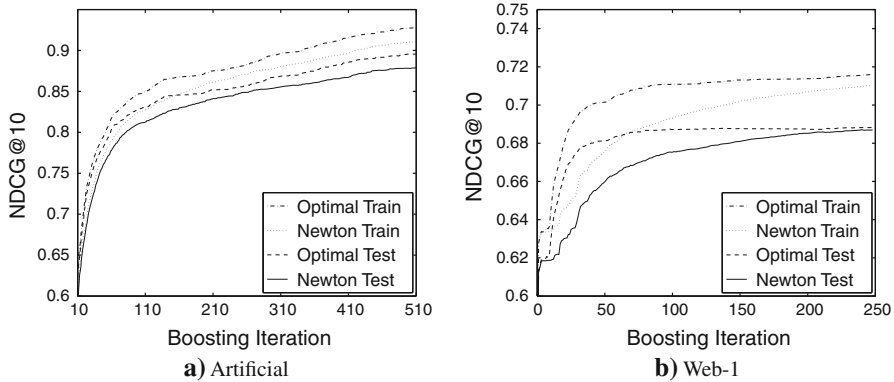 NDCG@10
0.9
0.85
0.8
0.75
0.7
0.65
0.6
10 110 210 310 410 510
Optimal Train
Newton Train
Optimal Test
Newton Test
Boosting Iteration
a) Artificial
NDCG@10
0.75
0.72
0.7
0.68
0.66
0.64
0.62
0.6
0 50 100 150 200 250
Optimal Train
Newton Train
Optimal Test
Newton Test
Boosting Iteration
b) Web-1